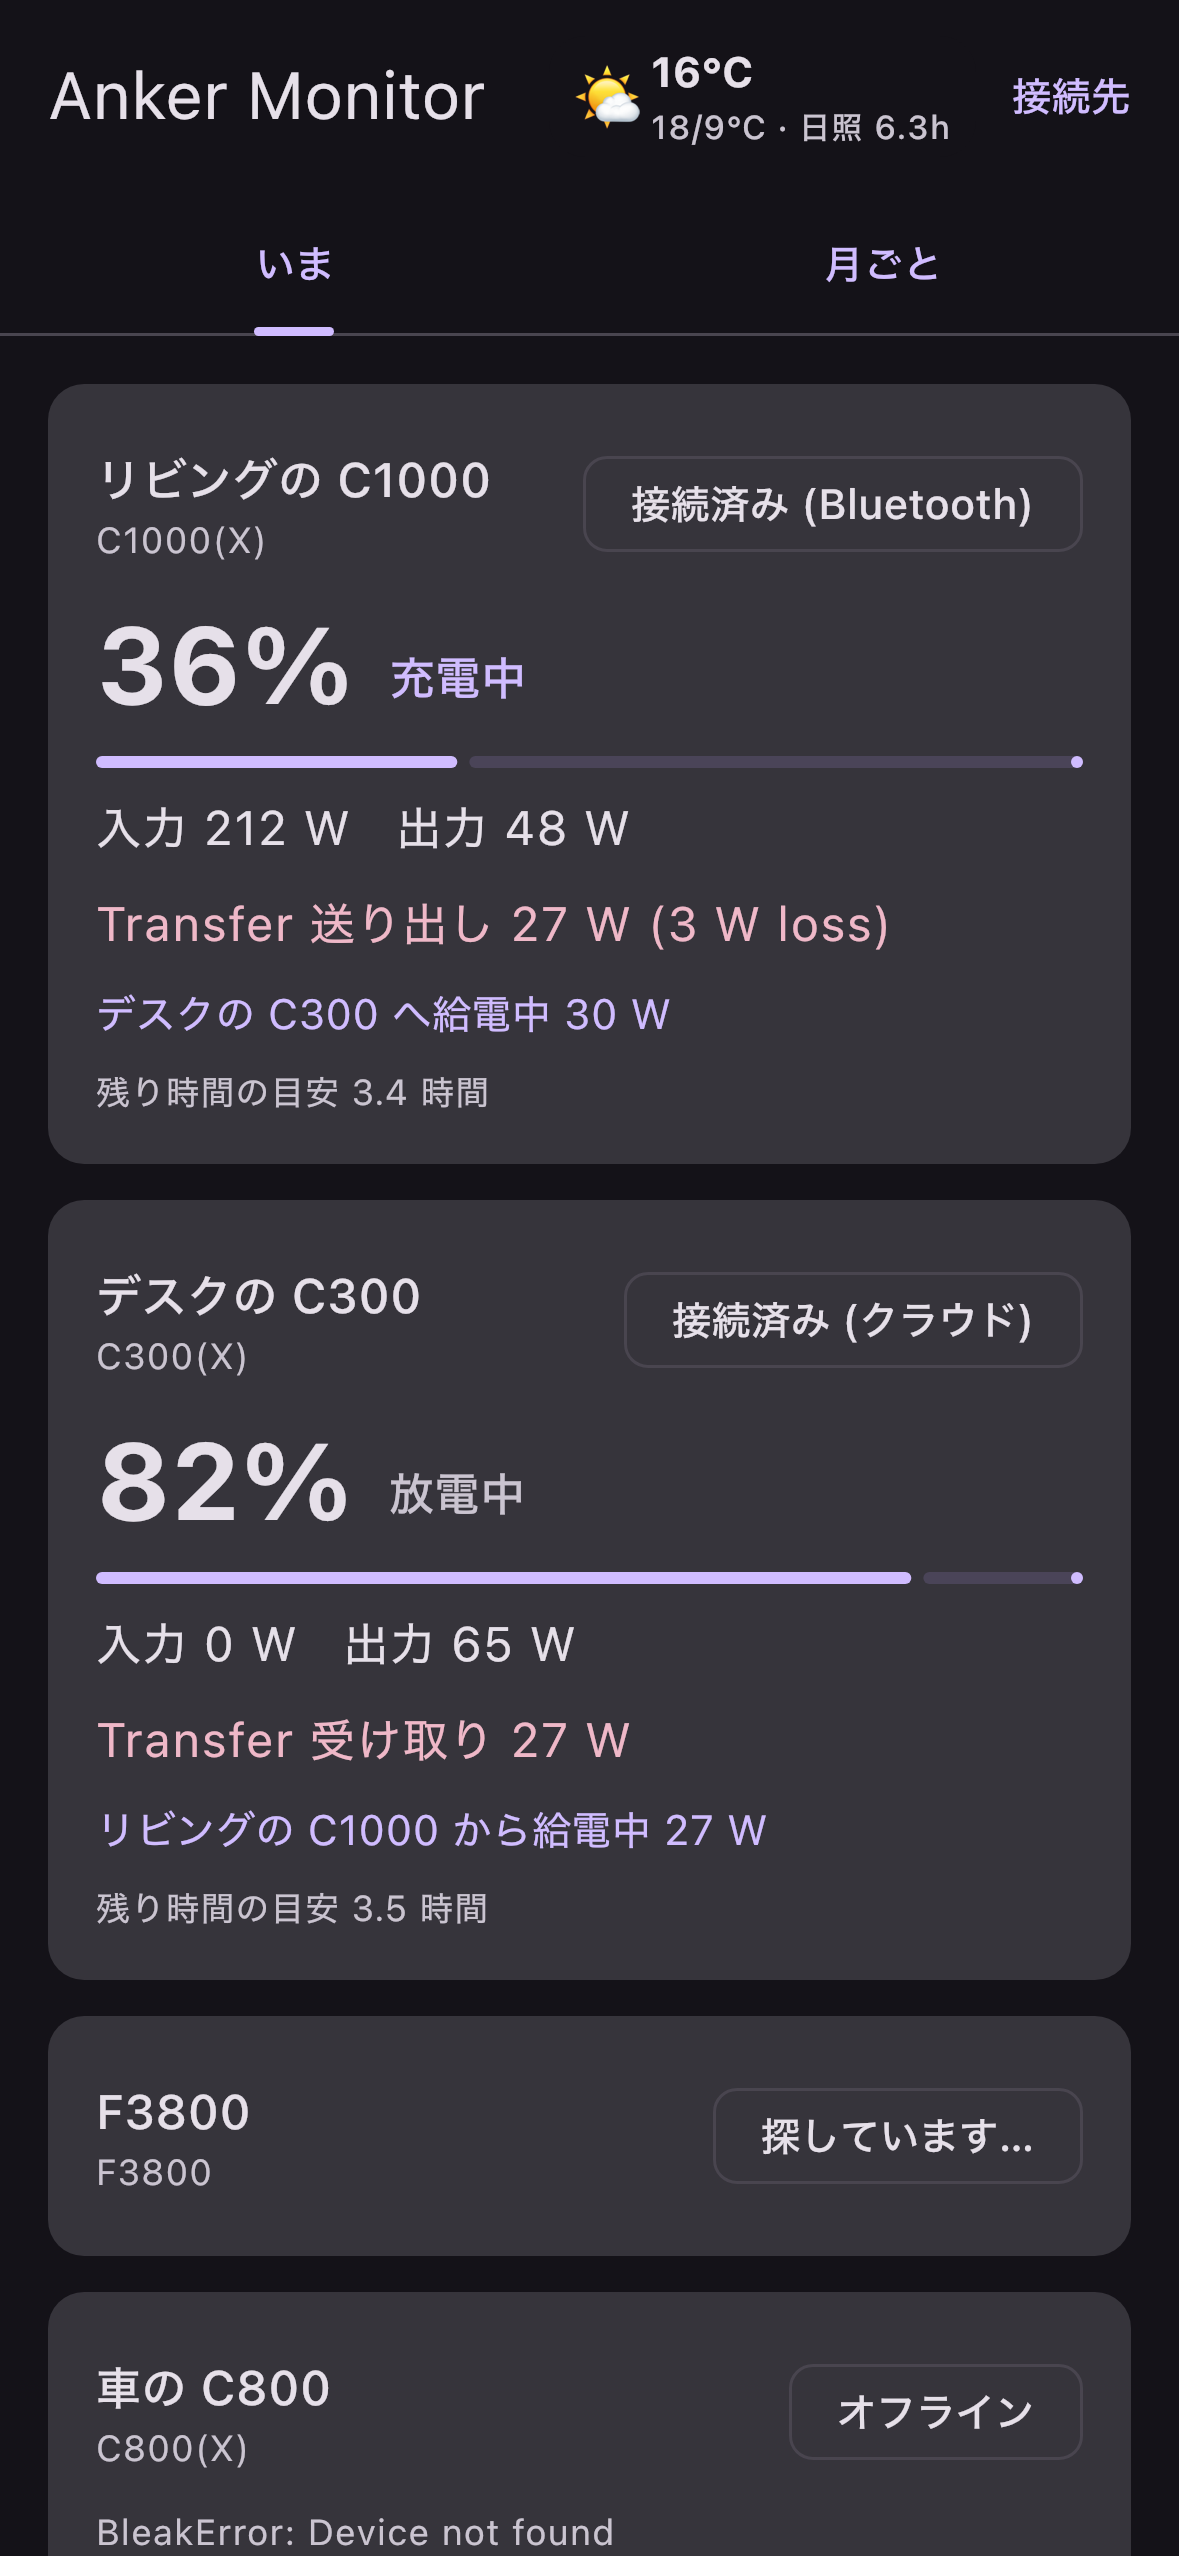 Anker Monitor
16°C
18/9°C · 日照 6.3h
接続先
いま
月ごと
リビングの C1000
C1000(X)
接続済み (Bluetooth)
36% 充電中
入力 212 W 出力 48 W
Transfer 送り出し 27 W (3 W loss)
デスクの C300 へ給電中 30 W
残り時間の目安 3.4 時間
デスクの C300
C300(X)
接続済み (クラウド)
82% 放電中
入力 0 W 出力 65 W
Transfer 受け取り 27 W
リビングの C1000 から給電中 27 W
残り時間の目安 3.5 時間
F3800
F3800
探しています...
車の C800
C800(X)
オフライン
BleakError: Device not found